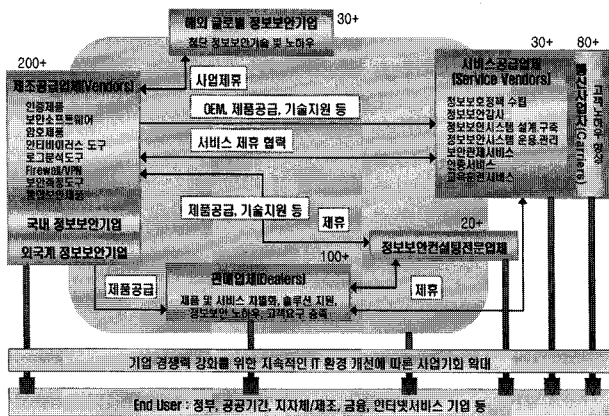 해외 글로벌 정보보안기업
첨단 정보보안기술 및 노하우
30+
200+
제조공급업체(Vendors)
인증제품
보안소프트웨어
암호제품
안티바이러스 도구
로그분석도구
Firewall/VPN
보안측정도구
통합보안제품
국내 정보보안기업
외국계 정보보안기업
사업제휴
OEM, 제품공급, 기술지원 등
서비스 제휴 협력
제품공급, 기술지원 등
제휴
30+
80+
서비스공급업체
(Service Vendors)
정보보호정책 수립
정보보안감사
정보보안시스템 설계,구축
정보보안시스템 운용,관리
보안관제서비스
인증서비스
교육훈련서비스
통신사업자(Carriers)
고객, 노하우
20+
정보보안컨설팅전문업체
100+
판매업체(Dealers)
제품 및 서비스 차별화, 솔루션 지원,
정보보안 노하우, 고객요구 충족
제품공급
제휴
기업 경쟁력 강화를 위한 지속적인 IT 환경 개선에 따른 사업기회 확대
End User : 정부, 공공기관, 지자체/제조, 금융, 인터넷서비스 기업 등